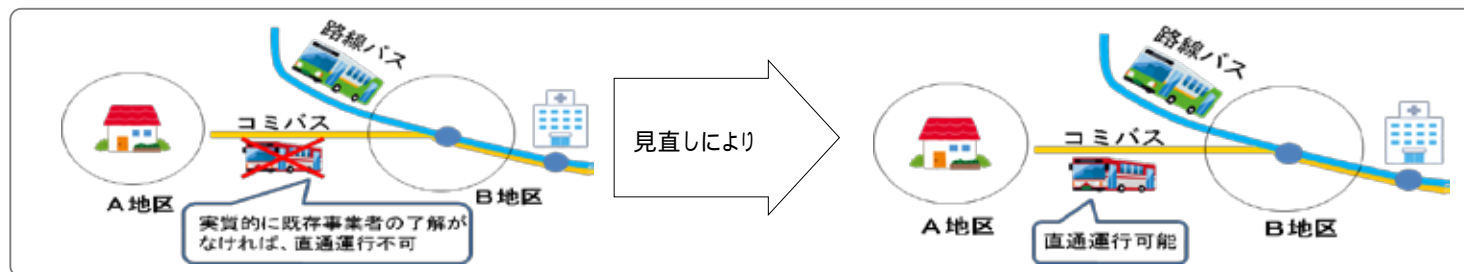 路線バス
コミバス
A地区
B地区
実質的に既存事業者の了解が
なければ、直通運行不可
見直しにより
路線バス
コミバス
A地区
B地区
直通運行可能